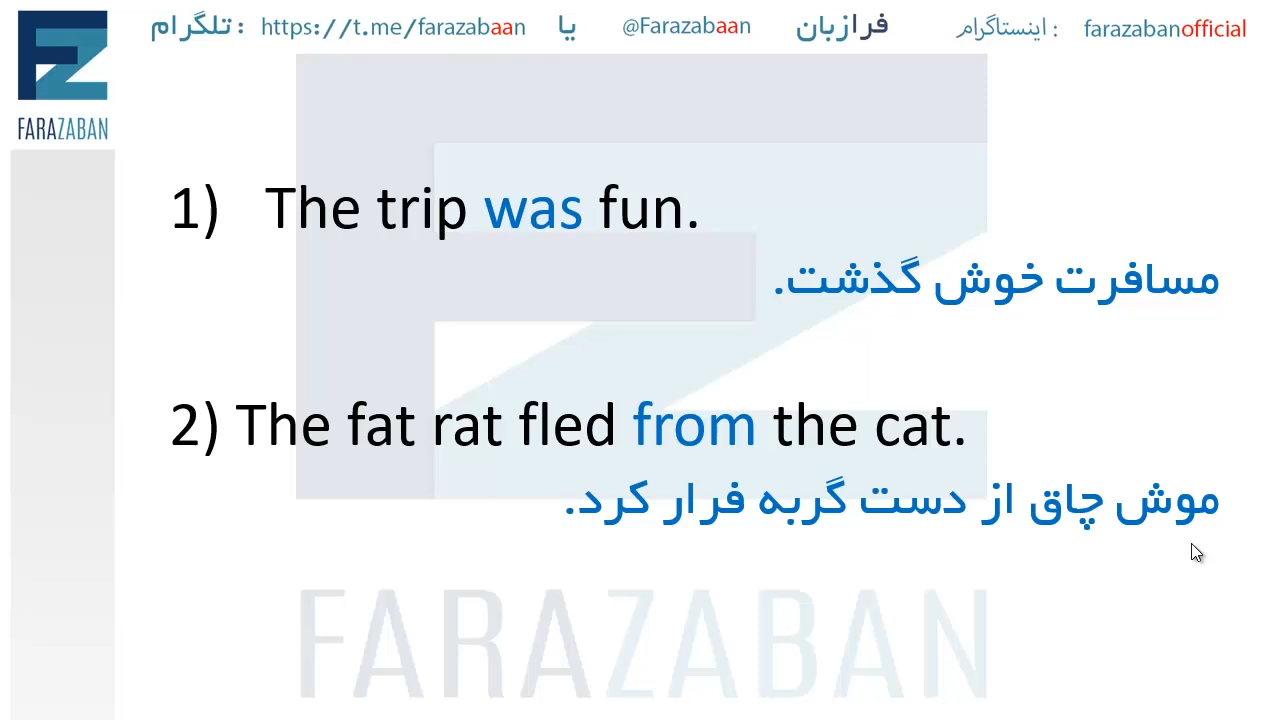 تلگرام : https://t.me/farazabaan یا @Farazabaan فرازبان اینستاگرام : farazabanofficial
FARAZABAN
1) The trip was fun.
مسافرت خوش گذشت.
2) The fat rat fled from the cat.
موش چاق از دست گربه فرار کرد.
FARAZABAN